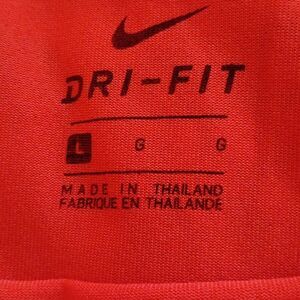 DRI-FIT
L G G
MADE IN THAILAND
FABRIQUE EN THAILANDE